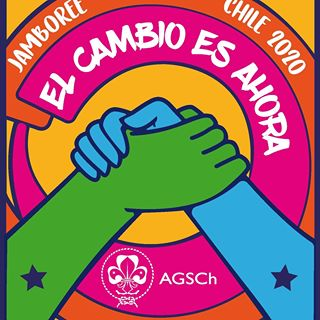 JAMBOREE CHILE 2020
EL CAMBIO ES AHORA
AGSCh